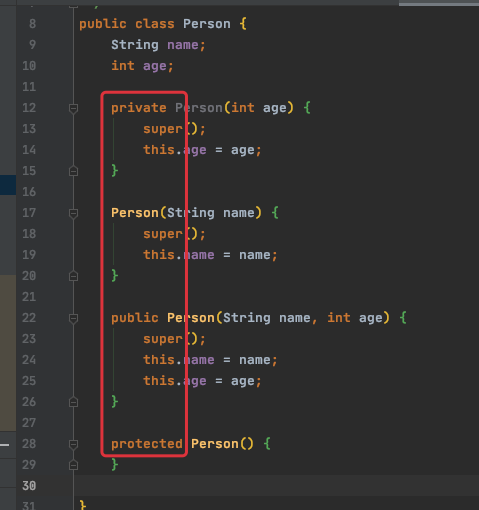 8 public class Person {
9 String name;
10 int age;
11
12 private Person(int age) {
13 super();
14 this.age = age;
15 }
16
17 Person(String name) {
18 super();
19 this.name = name;
20 }
21
22 public Person(String name, int age) {
23 super();
24 this.name = name;
25 this.age = age;
26 }
27
28 protected Person() {
29 }
30
31 }